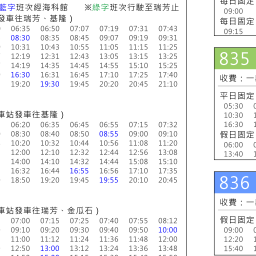 藍字班次經海科館 ※綠字班次行駛至瑞芳止
發車往瑞芳、基隆）
06:35 06:50 07:07 07:19 07:31 07:43
08:30 08:35 08:45 09:07 09:19 09:31
10:31 10:43 10:55 11:05 11:15 11:25
12:19 12:31 12:43 13:05 13:15 13:25
14:19 14:35 14:45 14:55 15:10 15:25
16:30 16:31 16:45 17:10 17:25 17:40
19:20 19:30 19:45 20:20 20:45 21:10
車站發車往基隆）
06:20 06:35 06:45 06:55 07:15 07:32
08:30 08:40 08:50 08:55 09:00 09:10
10:20 10:32 10:44 10:56 11:08 11:20
12:00 12:10 12:32 12:44 12:56 13:08
14:00 14:10 14:32 14:44 15:08 15:10
16:32 16:44 16:55 16:56 17:10 17:35
18:50 19:20 19:45 19:55 20:10 20:45
車站發車往瑞芳、金瓜石）
07:00 07:15 07:25 07:40 07:55 08:12
09:10 09:20 09:30 09:40 09:50 10:00
11:00 11:12 11:24 11:36 11:48 12:00
12:50 13:00 13:12 13:24 13:36 13:48
每日固定
09:00
每日固定
09:15
835
收費：一
平日固定
05:30
10:30
16:30
假日固定
06:00
13:40
836
收費：一
假日固定
09:00
12:20
15:40